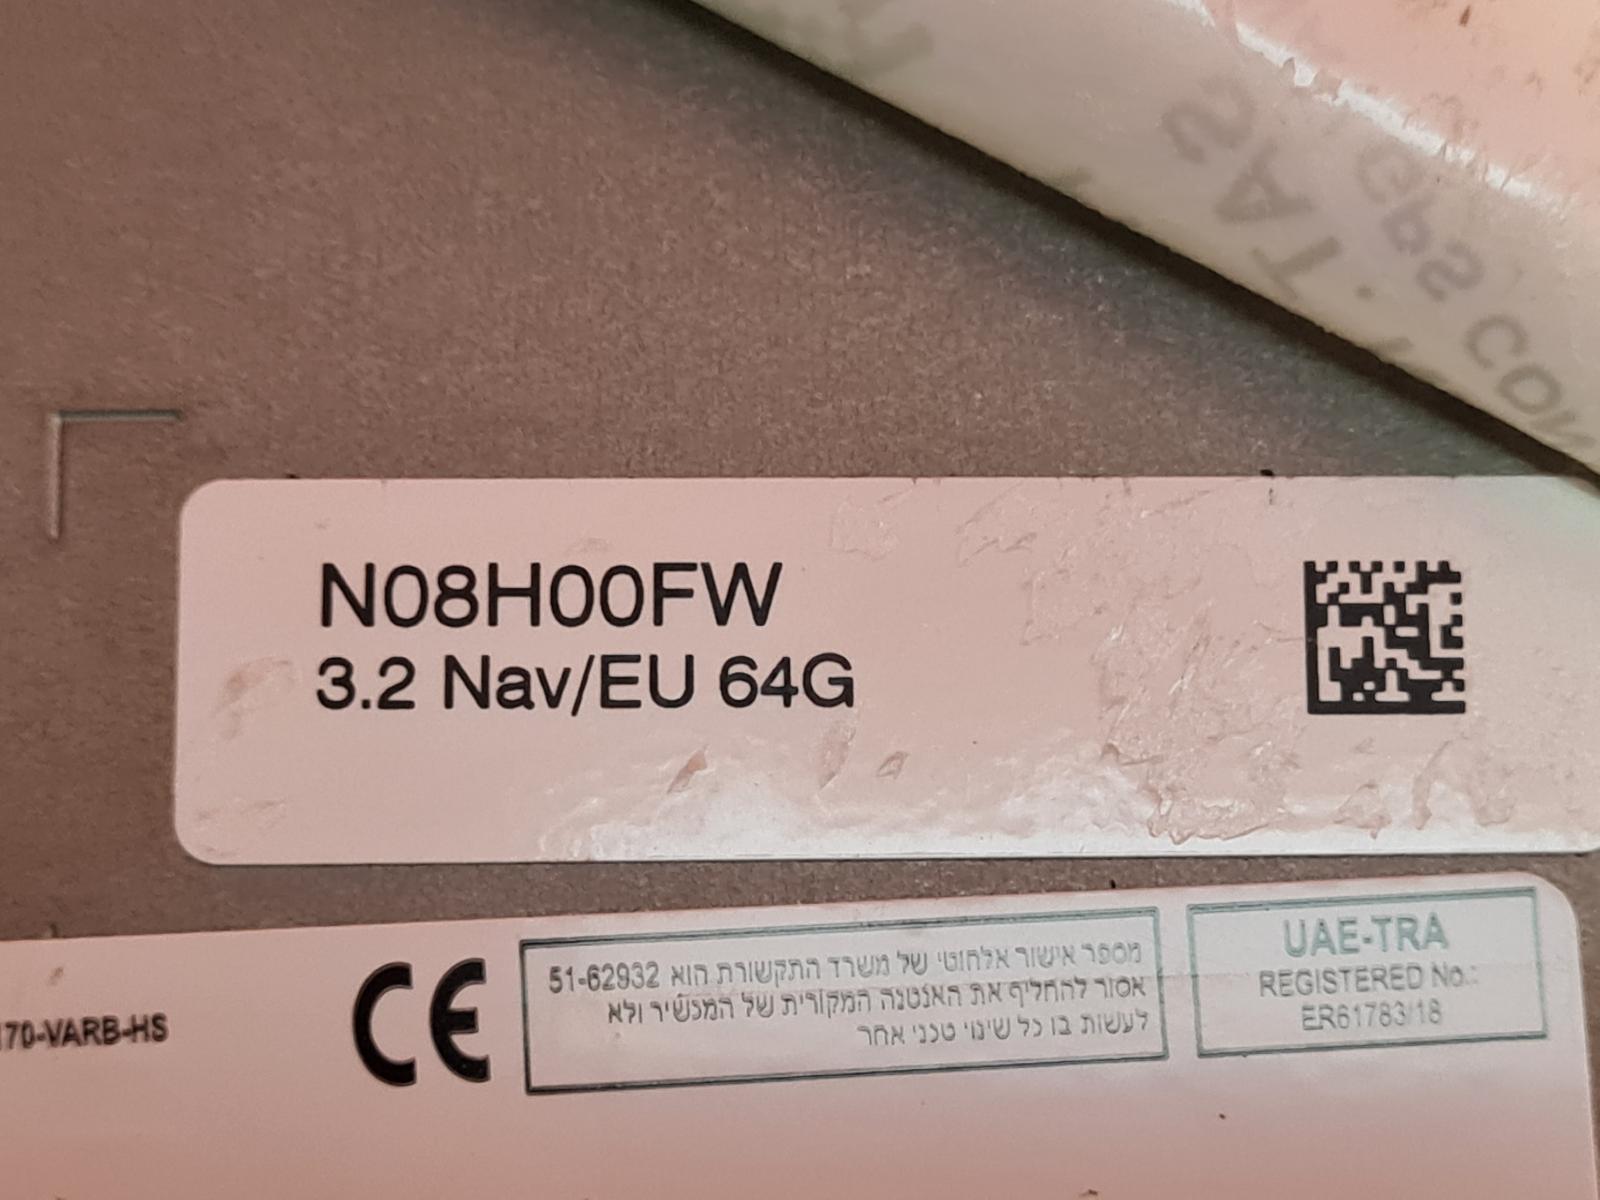 N08H00FW
3.2 Nav/EU 64G
170-VARB-HS
CE
מספר אישור אלחוטי של משרד התקשורת הוא 51-62932
אסור להחליף את האנטנה המקורית של המכשיר ולא
לעשות בו כל שינוי טכני אחר
UAE-TRA
REGISTERED No.:
ER61783/18